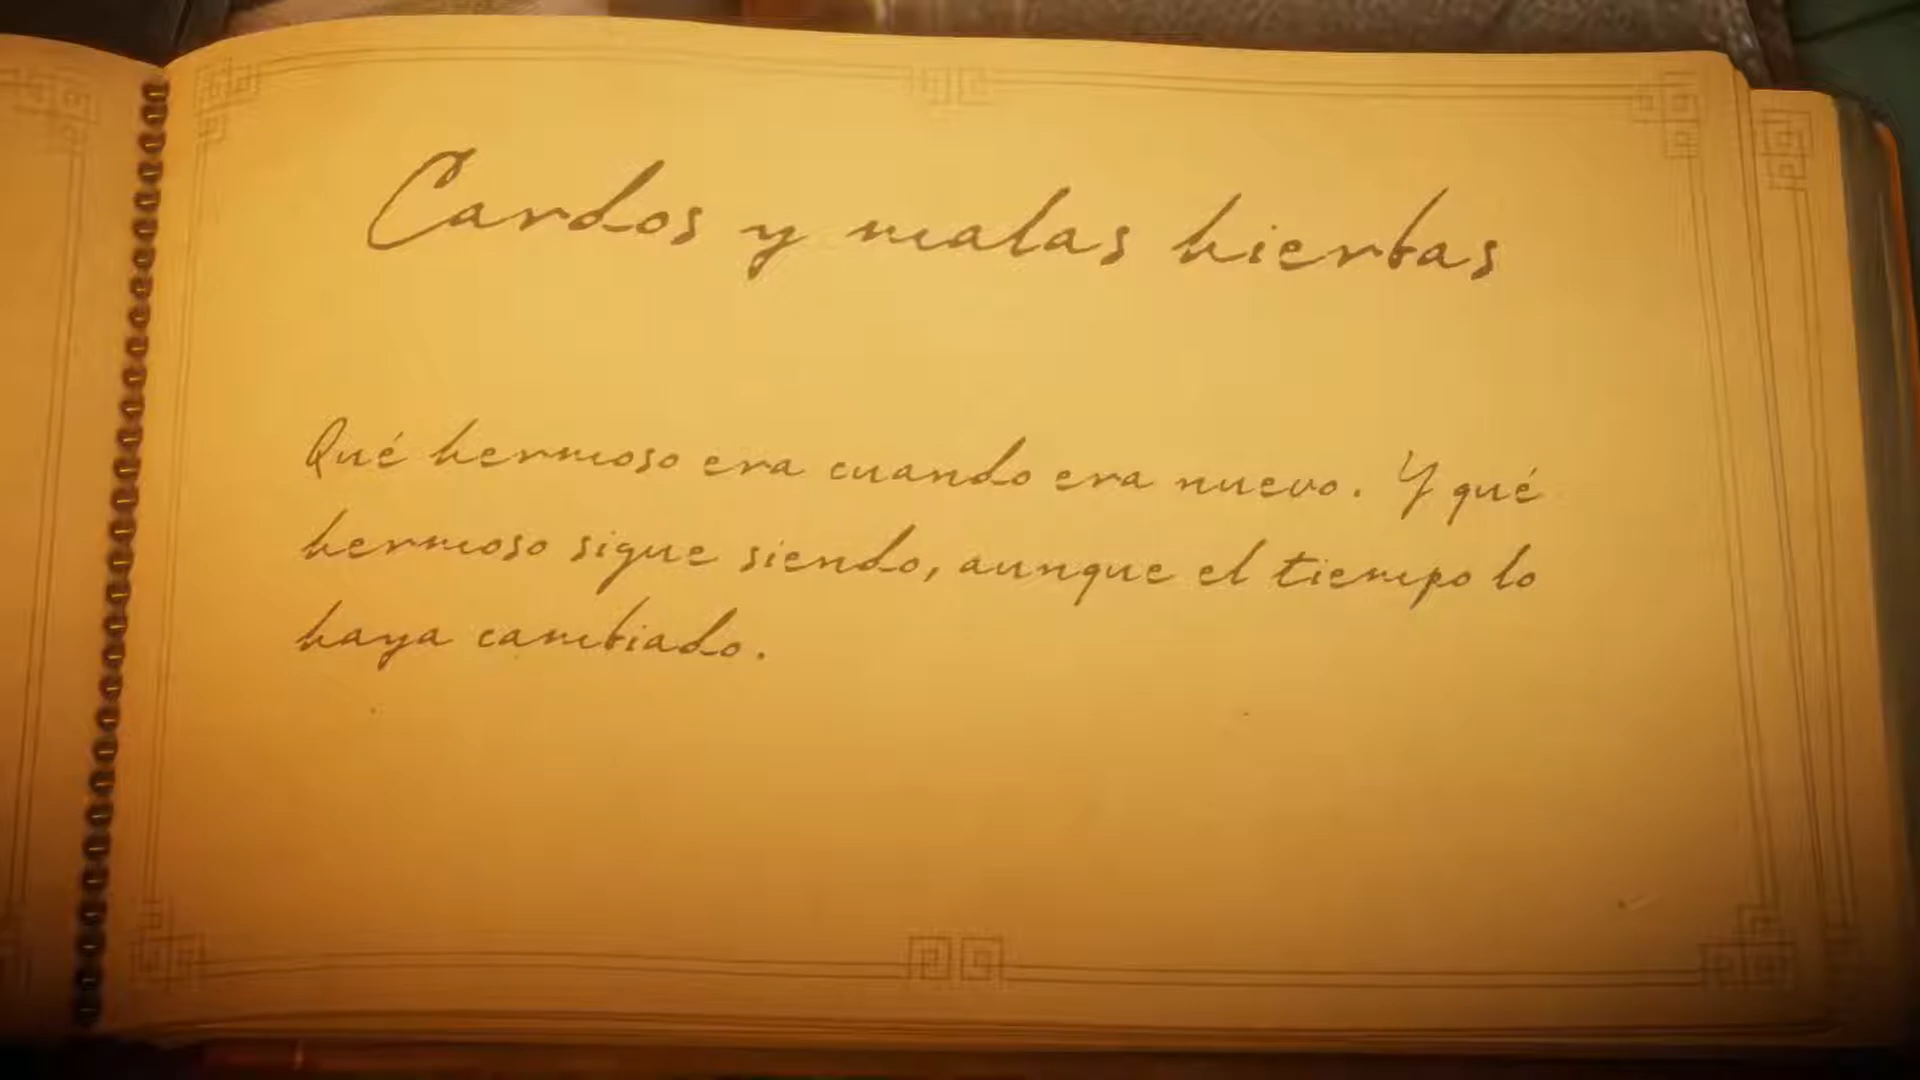 Cardos y malas hierbas
Qué hermoso era cuando era nuevo. Y qué
hermoso sigue siendo, aunque el tiempo lo
haya cambiado.